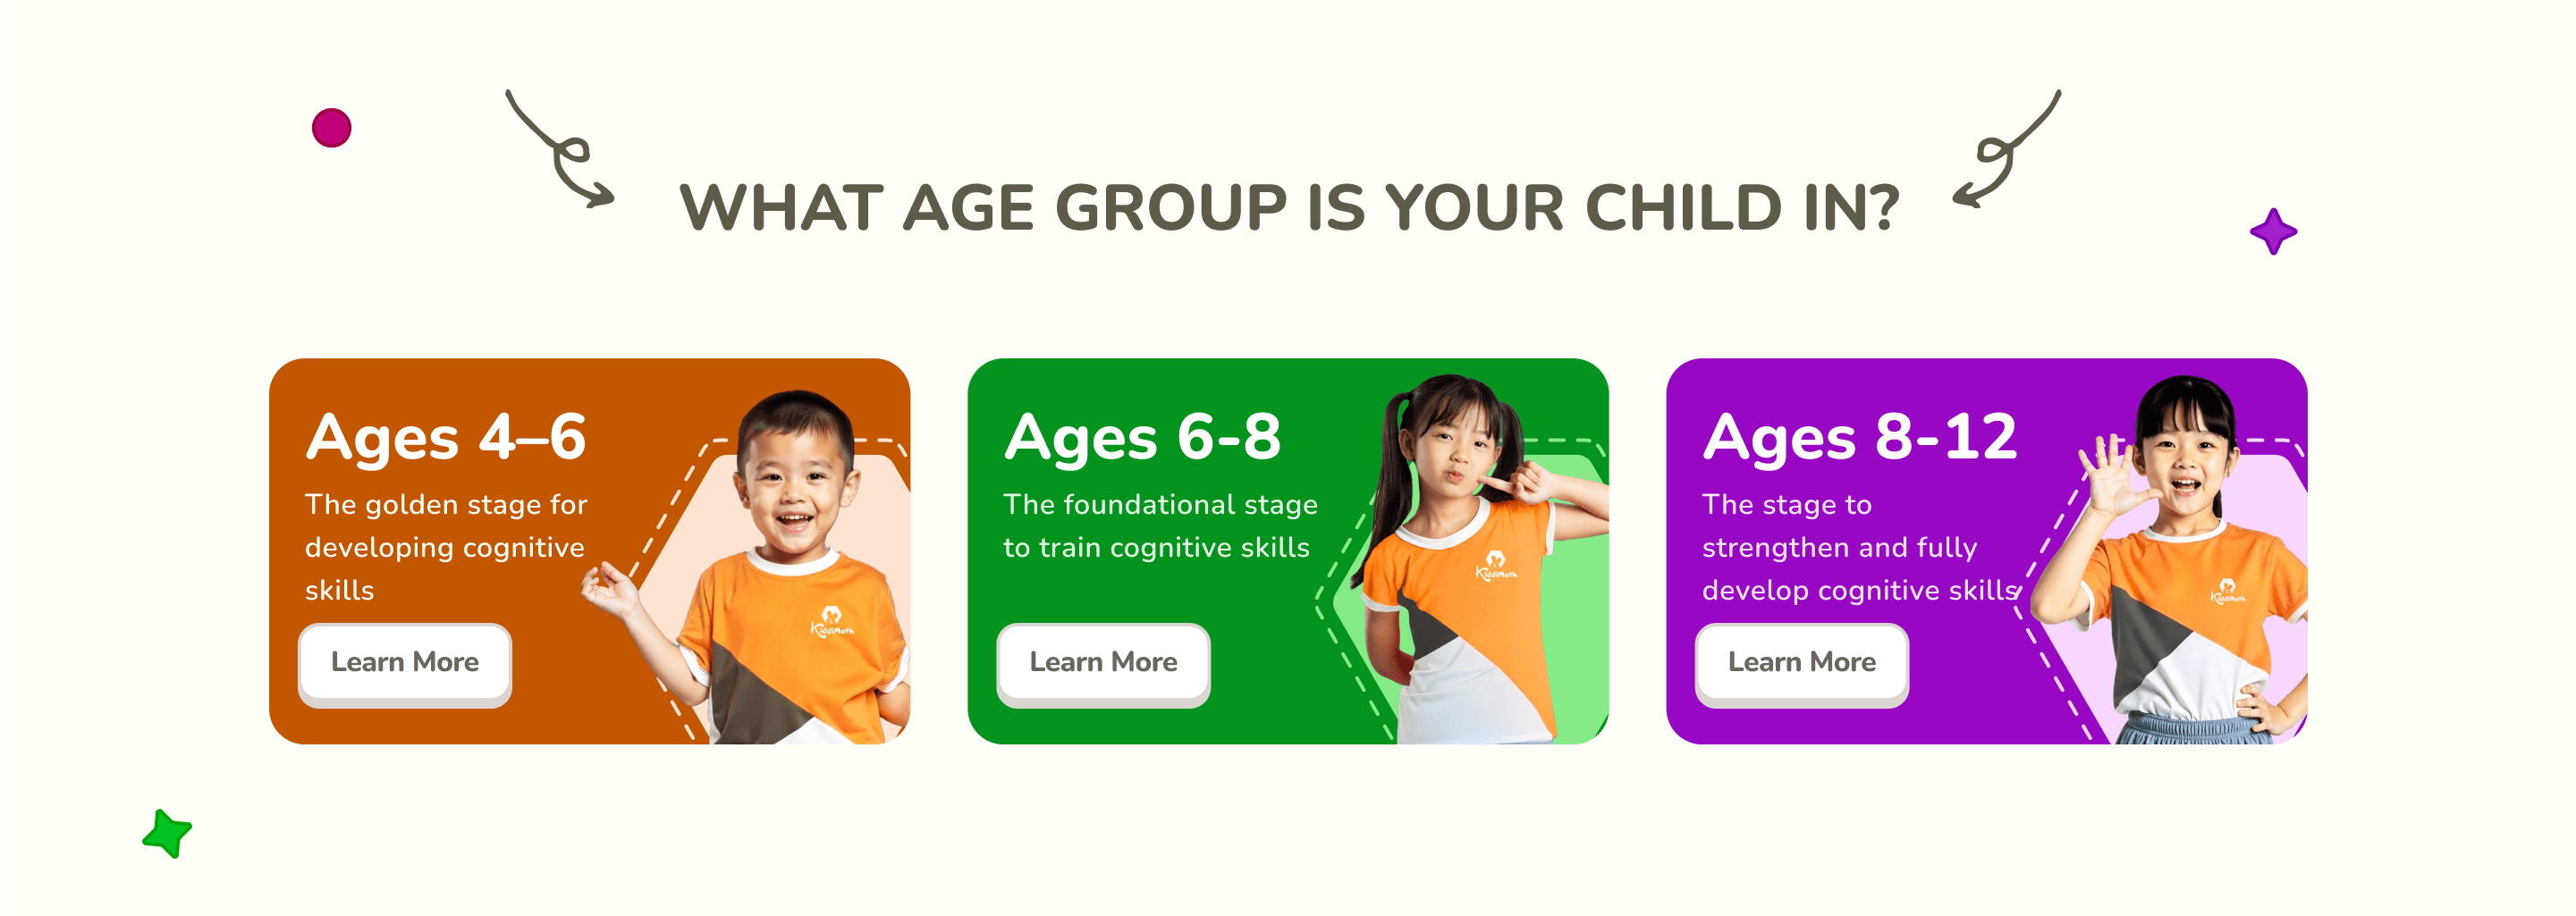 WHAT AGE GROUP IS YOUR CHILD IN?
Ages 4–6
The golden stage for
developing cognitive
skills
Learn More
KiddiMath
Ages 6-8
The foundational stage
to train cognitive skills
Learn More
KiddiMath
Ages 8-12
The stage to
strengthen and fully
develop cognitive skills
Learn More
KiddiMath